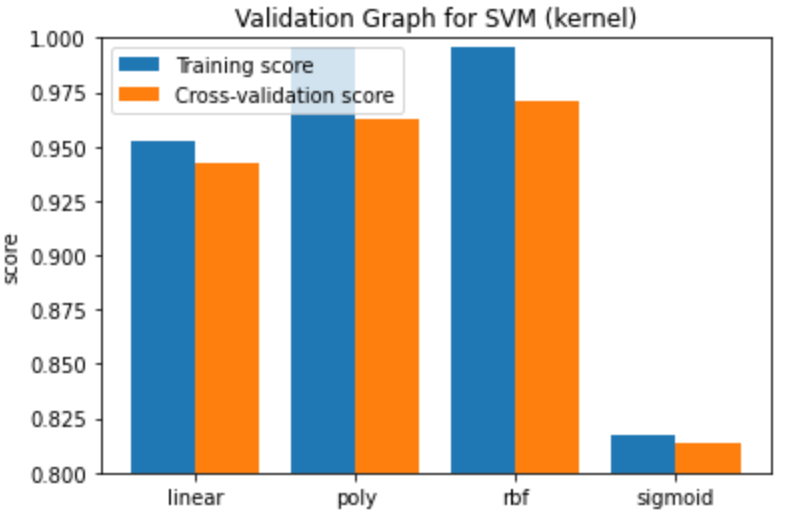 Validation Graph for SVM (kernel)
Training score
Cross-validation score
1.000
0.975
0.950
0.925
0.900
0.875
0.850
0.825
0.800
score
linear
poly
rbf
sigmoid